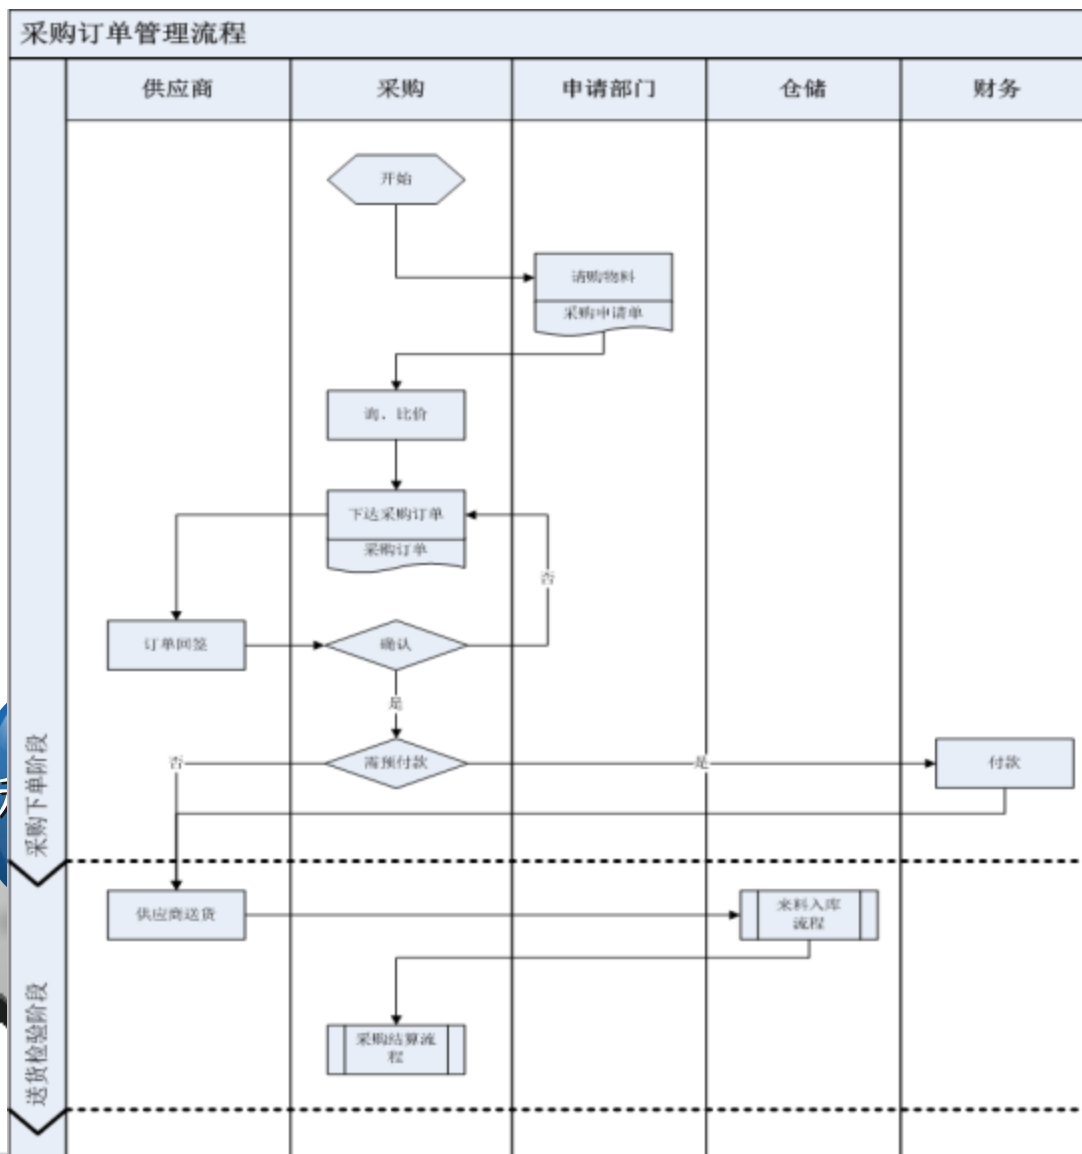 采购订单管理流程
供应商
采购
申请部门
仓储
财务
开始
请购物料
采购申请单
询、比价
下达采购订单
采购订单
否
订单回签
确认
是
否
需预付款
是
付款
采购下单阶段
供应商送货
来料入库
流程
采购结算流
程
送货检验阶段